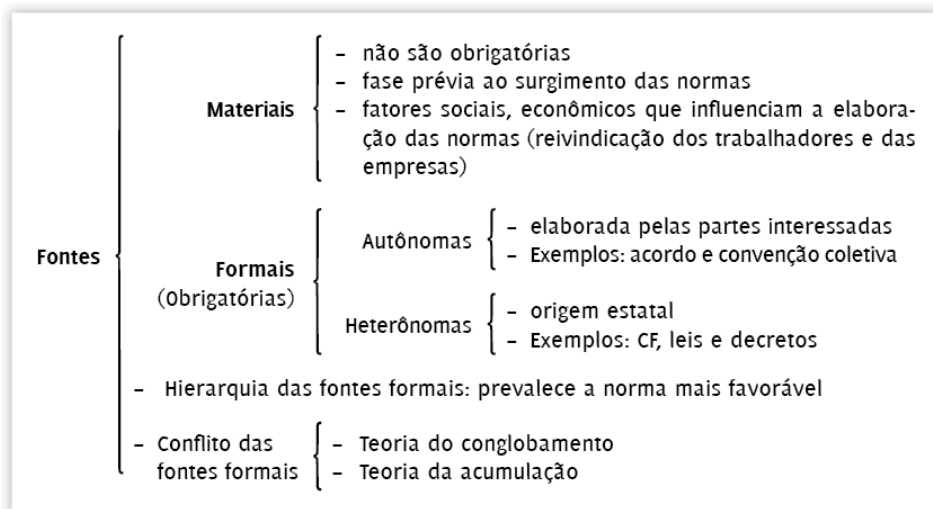 – não são obrigatórias
– fase prévia ao surgimento das normas
Materiais
– fatores sociais, econômicos que influenciam a elabora-
ção das normas (reivindicação dos trabalhadores e das
empresas)
Fontes
Formais
(Obrigatórias)
Autônomas
– elaborada pelas partes interessadas
– Exemplos: acordo e convenção coletiva
Heterônomas
– origem estatal
– Exemplos: CF, leis e decretos
– Hierarquia das fontes formais: prevalece a norma mais favorável
– Conflito das
fontes formais
– Teoria do conglobamento
– Teoria da acumulação